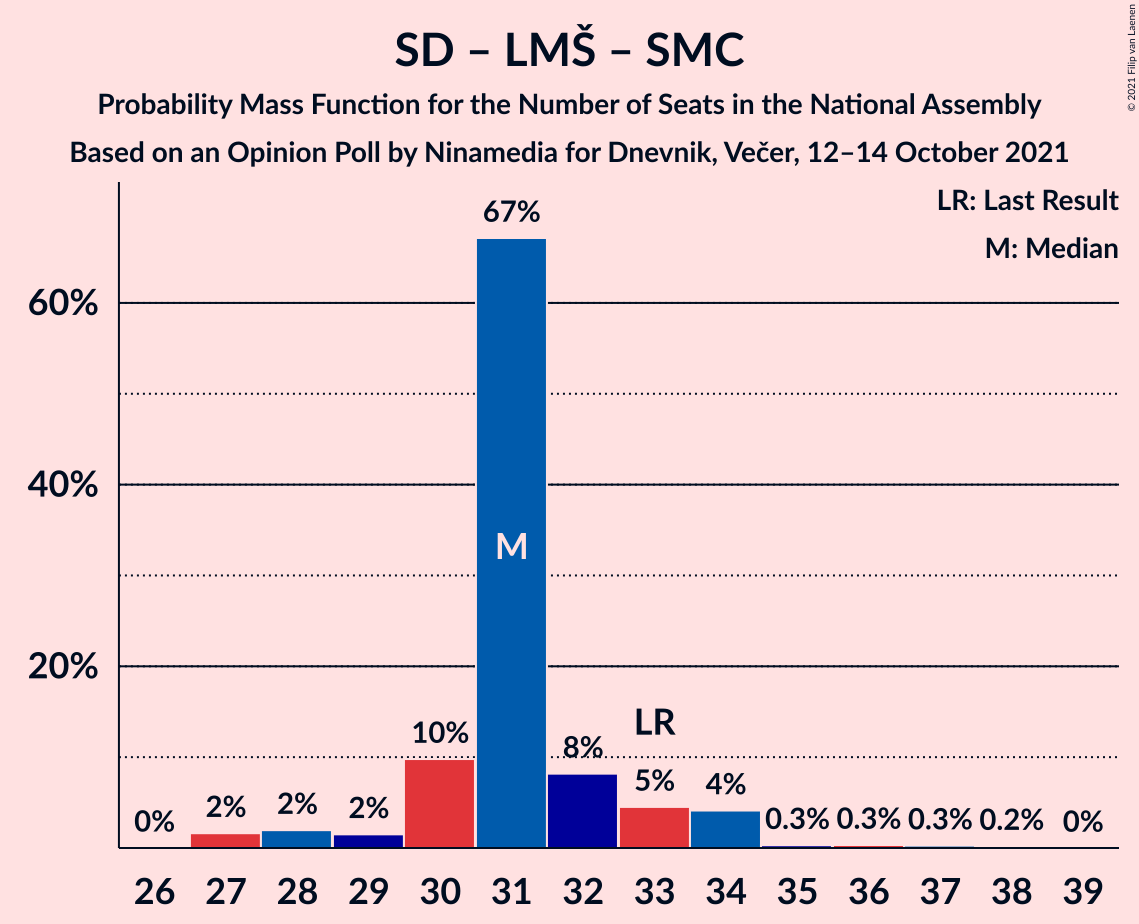 SD – LMŠ – SMC
Probability Mass Function for the Number of Seats in the National Assembly
Based on an Opinion Poll by Ninamedia for Dnevnik, Večer, 12–14 October 2021
© 2021 Filip van Laenen
LR: Last Result
M: Median
67%
60%
40%
M
20%
LR
10%
8%
5%
4%
0%
2%
2%
2%
0.3%
0.3%
0.3%
0.2%
0%
26 27 28 29 30 31 32 33 34 35 36 37 38 39